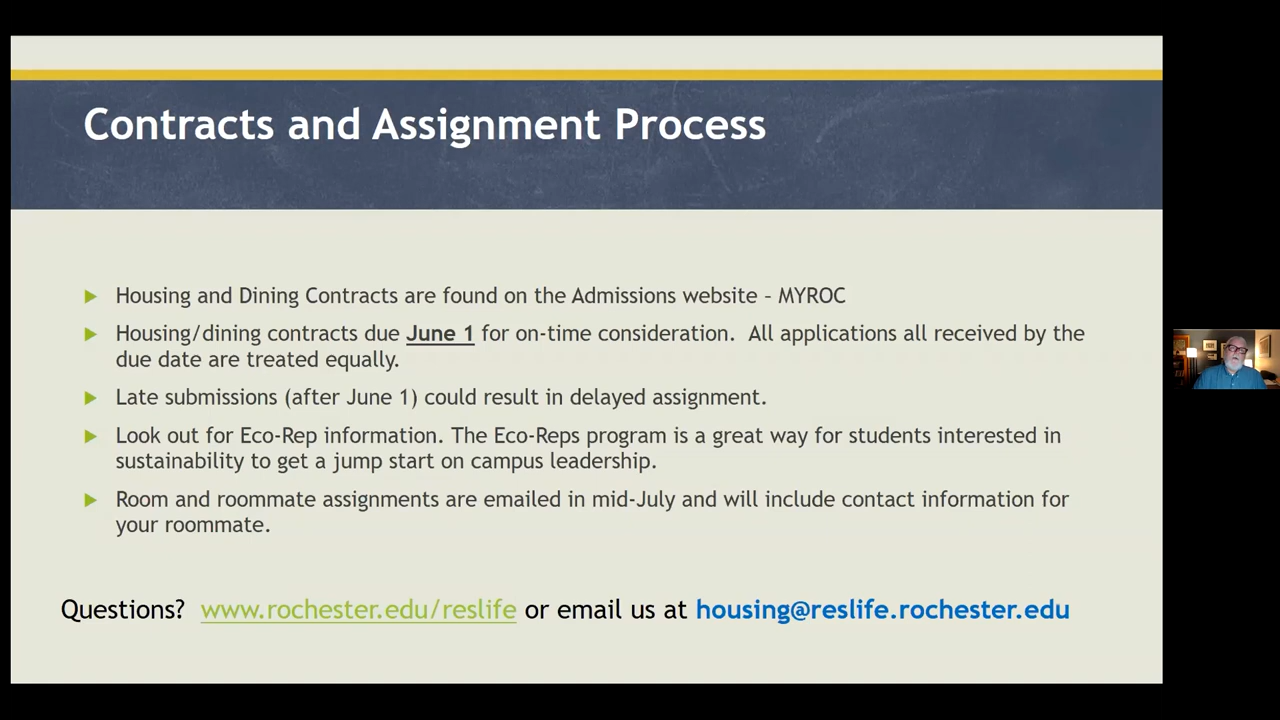 Contracts and Assignment Process
Housing and Dining Contracts are found on the Admissions website – MYROC
Housing/dining contracts due June 1 for on-time consideration.  All applications all received by the
due date are treated equally.
Late submissions (after June 1) could result in delayed assignment.
Look out for Eco-Rep information. The Eco-Reps program is a great way for students interested in
sustainability to get a jump start on campus leadership.
Room and roommate assignments are emailed in mid-July and will include contact information for
your roommate.
Questions?  www.rochester.edu/reslife or email us at housing@reslife.rochester.edu